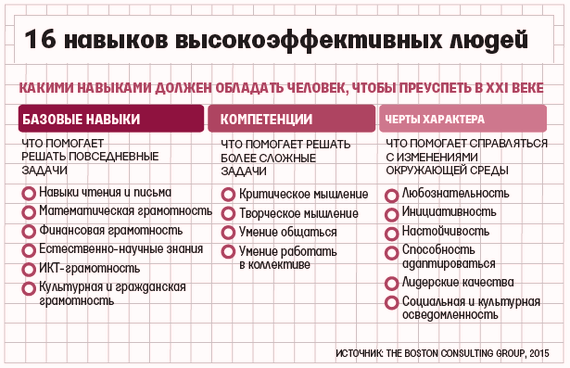 16 навыков высокоэффективных людей
КАКИМИ НАВЫКАМИ ДОЛЖЕН ОБЛАДАТЬ ЧЕЛОВЕК, ЧТОБЫ ПРЕУСПЕТЬ В XXI ВЕКЕ
БАЗОВЫЕ НАВЫКИ
ЧТО ПОМОГАЕТ
РЕШАТЬ ПОВСЕДНЕВНЫЕ
ЗАДАЧИ
Навыки чтения и письма
Математическая грамотность
Финансовая грамотность
Естественно-научные знания
ИКТ-грамотность
Культурная и гражданская
грамотность
КОМПЕТЕНЦИИ
ЧТО ПОМОГАЕТ РЕШАТЬ
БОЛЕЕ СЛОЖНЫЕ
ЗАДАЧИ
Критическое мышление
Творческое мышление
Умение общаться
Умение работать
в коллективе
ЧЕРТЫ ХАРАКТЕРА
ЧТО ПОМОГАЕТ СПРАВЛЯТЬСЯ
С ИЗМЕНЕНИЯМИ
ОКРУЖАЮЩЕЙ СРЕДЫ
Любознательность
Инициативность
Настойчивость
Способность
адаптироваться
Лидерские качества
Социальная и культурная
осведомленность
ИСТОЧНИК: THE BOSTON CONSULTING GROUP, 2015